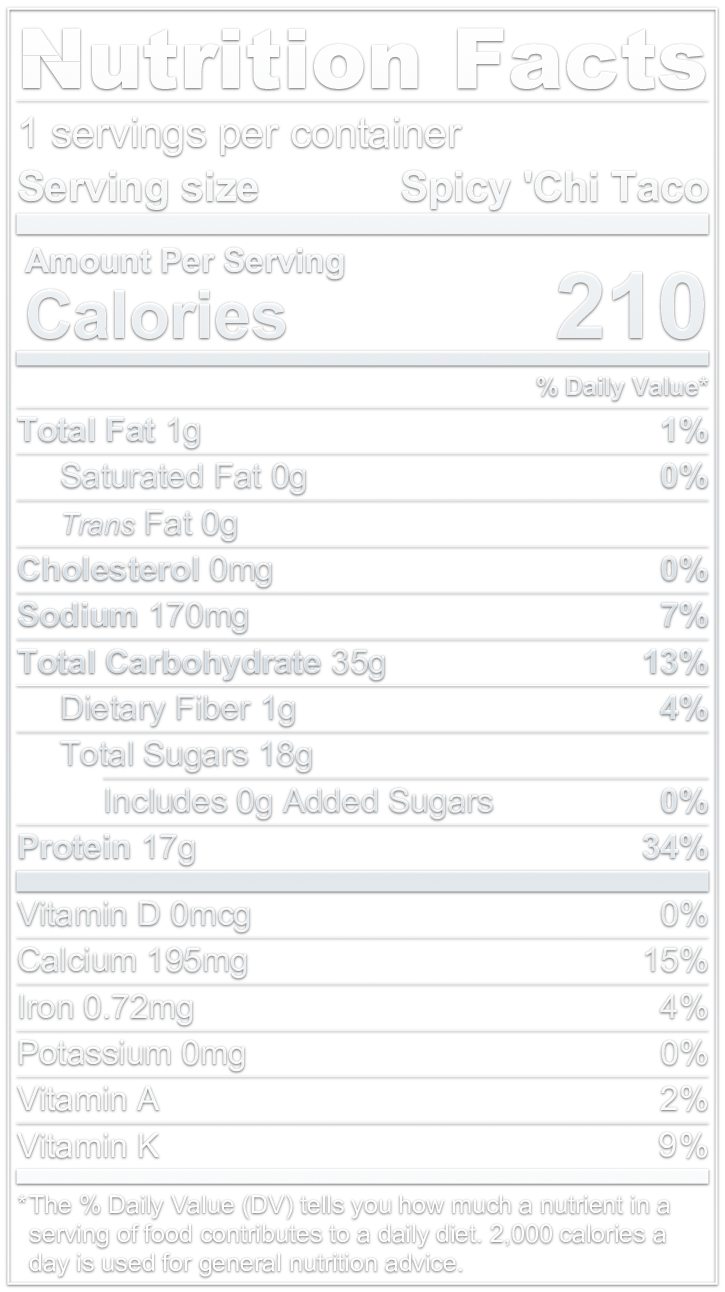 Nutrition Facts
1 servings per container
Serving size Spicy 'Chi Taco
Amount Per Serving
Calories 210
% Daily Value*
Total Fat 1g 1%
Saturated Fat 0g 0%
Trans Fat 0g
Cholesterol 0mg 0%
Sodium 170mg 7%
Total Carbohydrate 35g 13%
Dietary Fiber 1g 4%
Total Sugars 18g
Includes 0g Added Sugars 0%
Protein 17g 34%
Vitamin D 0mcg 0%
Calcium 195mg 15%
Iron 0.72mg 4%
Potassium 0mg 0%
Vitamin A 2%
Vitamin K 9%
*The % Daily Value (DV) tells you how much a nutrient in a
serving of food contributes to a daily diet. 2,000 calories a
day is used for general nutrition advice.